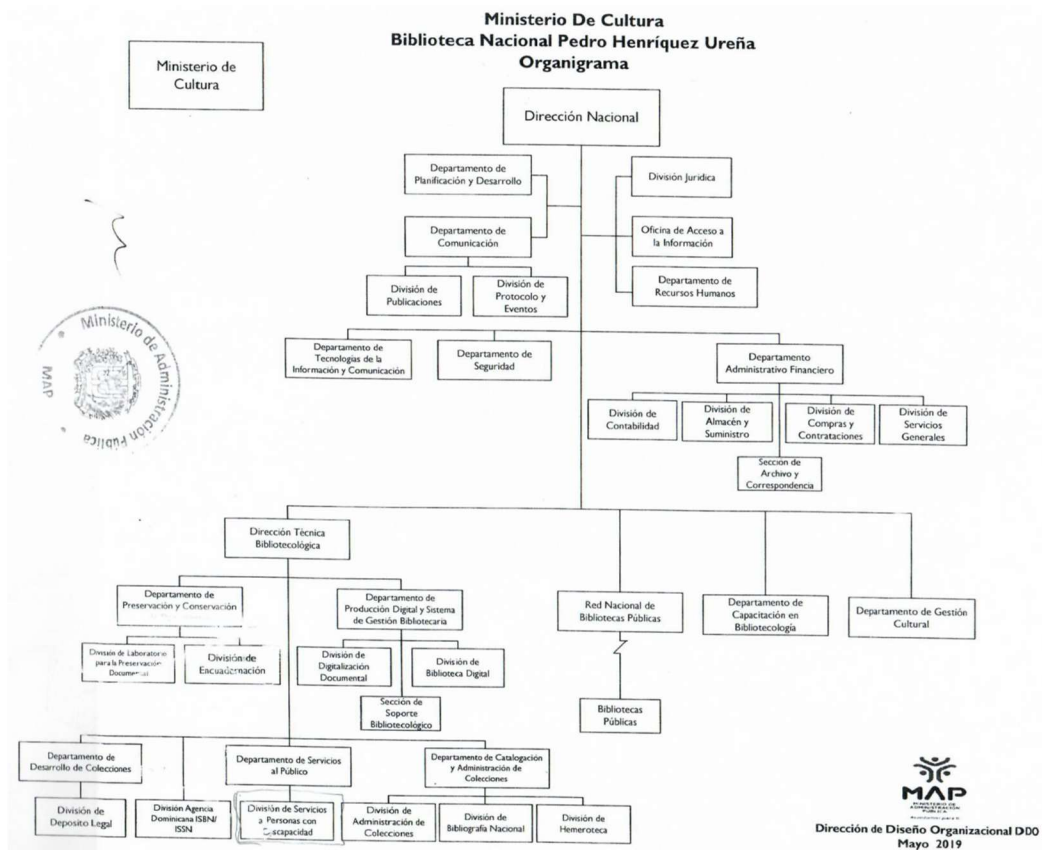 Ministerio De Cultura
Biblioteca Nacional Pedro Henríquez Ureña
Organigrama
Ministerio de
Cultura
Dirección Nacional
Departamento de
Planificación y Desarrollo
División Juridica
Departamento de
Comunicación
Oficina de Acceso a
la Información
División de
Publicaciones
División de
Protocolo y
Eventos
Departamento de
Recursos Humanos
Ministerio de Administración Pública
MAP
Departamento de
Tecnologías de la
Información y Comunicación
Departamento de
Seguridad
Departamento
Administrativo Financiero
División de
Contabilidad
División de
Almacén y
Suministro
División de
Compras y
Contrataciones
División de
Servicios
Generales
Sección de
Archivo y
Correspondencia
Dirección Técnica
Bibliotecológica
Departamento de
Preservación y Conservación
Departamento de
Producción Digital y Sistema
de Gestión Bibliotecaria
Red Nacional de
Bibliotecas Públicas
Departamento de
Capacitación en
Bibliotecología
Departamento de Gestión
Cultural
División de Laboratorio
para la Preservación
Documental
División de
Encuadernación
División de
Digitalización
Documental
División de
Biblioteca Digital
Sección de
Soporte
Bibliotecológico
Bibliotecas
Públicas
Departamento de
Desarrollo de Colecciones
Departamento de Servicios
al Público
Departamento de Catalogación
y Administración de
Colecciones
División de
Deposito Legal
División Agencia
Dominicana ISBN/
ISSN
División de Servicios
a Personas con
Discapacidad
División de
Administración de
Colecciones
División de
Bibliografía Nacional
División de
Hemeroteca
MAP
MINISTERIO DE
ADMINISTRACIÓN
PÚBLICA
Dirección de Diseño Organizacional DDO
Mayo 2019